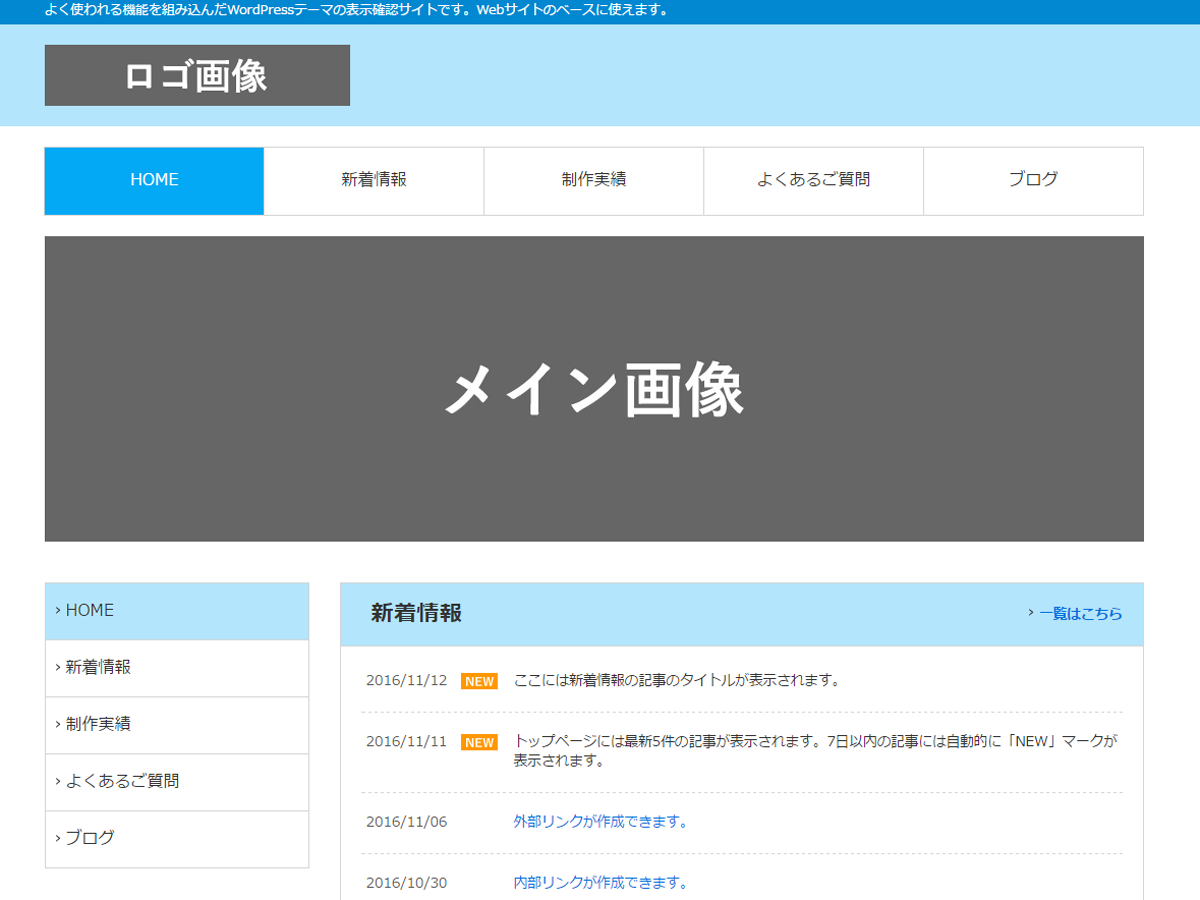 よく使われる機能を組み込んだWordPressテーマの表示確認サイトです。Webサイトのベースに使えます。
ロゴ画像
HOME
新着情報
制作実績
よくあるご質問
ブログ
メイン画像
› HOME
› 新着情報
› 制作実績
› よくあるご質問
› ブログ
新着情報
› 一覧はこちら
2016/11/12 NEW ここには新着情報の記事のタイトルが表示されます。
2016/11/11 NEW トップページには最新5件の記事が表示されます。7日以内の記事には自動的に「NEW」マークが
表示されます。
2016/11/06 外部リンクが作成できます。
2016/10/30 内部リンクが作成できます。